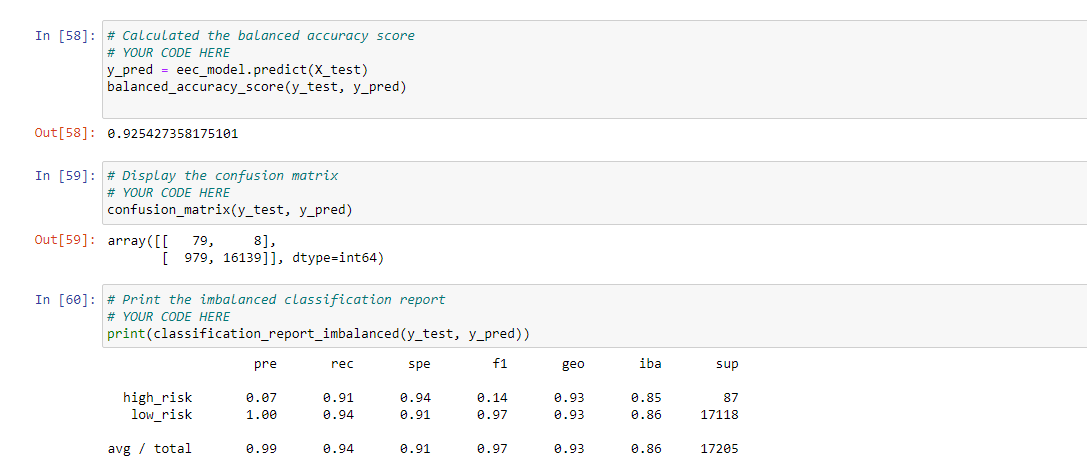 In [58]: # Calculated the balanced accuracy score
# YOUR CODE HERE
y_pred = eec_model.predict(X_test)
balanced_accuracy_score(y_test, y_pred)
Out[58]: 0.925427358175101
In [59]: # Display the confusion matrix
# YOUR CODE HERE
confusion_matrix(y_test, y_pred)
Out[59]: array([[   79,     8],
[  979, 16139]], dtype=int64)
In [60]: # Print the imbalanced classification report
# YOUR CODE HERE
print(classification_report_imbalanced(y_test, y_pred))
pre rec spe f1 geo iba sup
high_risk 0.07 0.91 0.94 0.14 0.93 0.85 87
low_risk 1.00 0.94 0.91 0.97 0.93 0.86 17118
avg / total 0.99 0.94 0.91 0.97 0.93 0.86 17205